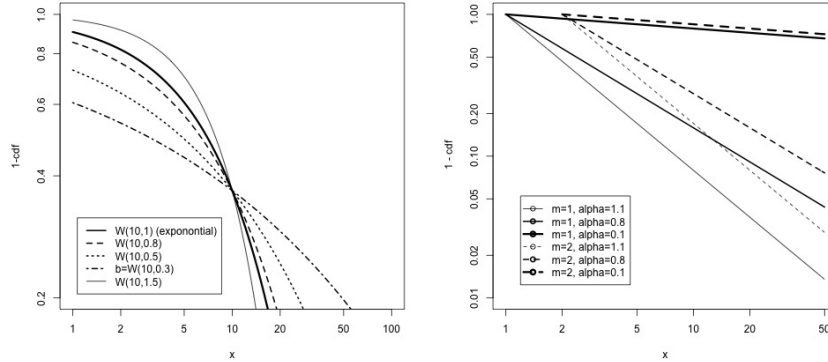 1-cdf
1.0
0.8
0.6
0.4
0.2
W(10,1) (exponontial)
W(10,0.8)
W(10,0.5)
b=W(10,0.3)
W(10,1.5)
1 2 5 10 20 50 100
x
1 - cdf
1.00
0.50
0.20
0.10
0.05
0.02
0.01
m=1, alpha=1.1
m=1, alpha=0.8
m=1, alpha=0.1
m=2, alpha=1.1
m=2, alpha=0.8
m=2, alpha=0.1
1 2 5 10 20 50
x